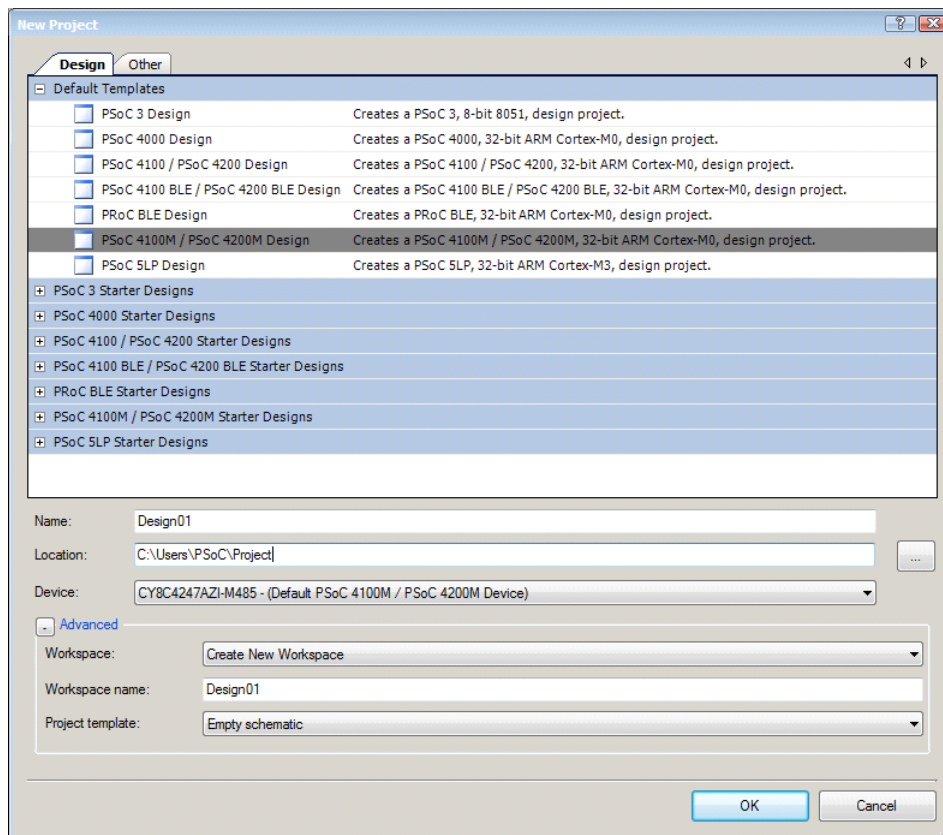 New Project
Design Other
Default Templates
PSoC 3 Design Creates a PSoC 3, 8-bit 8051, design project.
PSoC 4000 Design Creates a PSoC 4000, 32-bit ARM Cortex-M0, design project.
PSoC 4100 / PSoC 4200 Design Creates a PSoC 4100 / PSoC 4200, 32-bit ARM Cortex-M0, design project.
PSoC 4100 BLE / PSoC 4200 BLE Design Creates a PSoC 4100 BLE / PSoC 4200 BLE, 32-bit ARM Cortex-M0, design project.
PRoC BLE Design Creates a PRoC BLE, 32-bit ARM Cortex-M0, design project.
PSoC 4100M / PSoC 4200M Design Creates a PSoC 4100M / PSoC 4200M, 32-bit ARM Cortex-M0, design project.
PSoC 5LP Design Creates a PSoC 5LP, 32-bit ARM Cortex-M3, design project.
PSoC 3 Starter Designs
PSoC 4000 Starter Designs
PSoC 4100 / PSoC 4200 Starter Designs
PSoC 4100 BLE / PSoC 4200 BLE Starter Designs
PRoC BLE Starter Designs
PSoC 4100M / PSoC 4200M Starter Designs
PSoC 5LP Starter Designs
Name: Design01
Location: C:\Users\PSoC\Project
...
Device: CY8C4247AZI-M485 - (Default PSoC 4100M / PSoC 4200M Device)
Advanced
Workspace: Create New Workspace
Workspace name: Design01
Project template: Empty schematic
OK Cancel